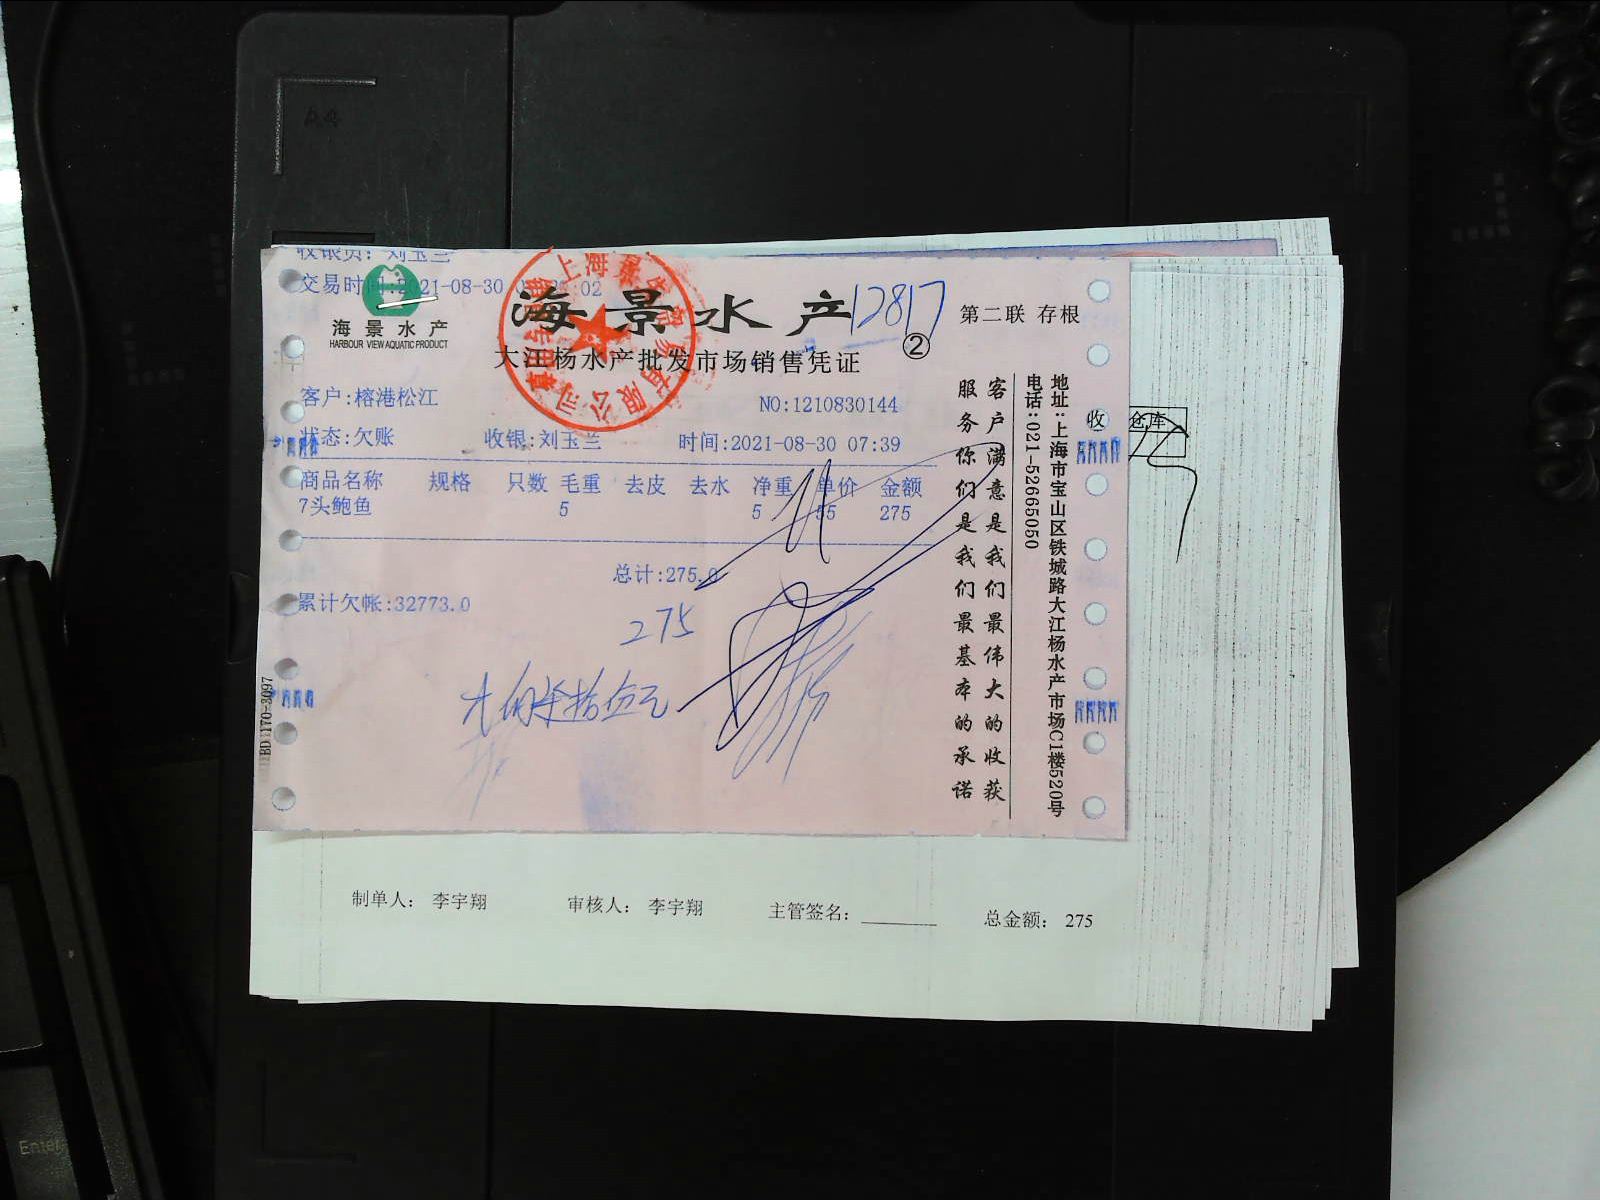 收银员: 刘玉兰
交易时间:2021-08-30
海景水产
HARBOUR VIEW AQUATIC PRODUCT
海景水产
12817
②
第二联 存根
大江杨水产批发市场销售凭证
客户:榕港松江
NO:1210830144
状态:欠账 收银:刘玉兰 时间:2021-08-30 07:39
商品名称 规格 只数 毛重 去皮 去水 净重 单价 金额
7头鲍鱼 5 5 55 275
总计:275.0
累计欠帐:32773.0
275
客户满意是我们最伟大的收获
服务你们是我们最基本的承诺
地址:上海市宝山区铁城路大江杨水产市场C1楼520号
电话:021-52665050
收 仓库
制单人: 李宇翔 审核人: 李宇翔 主管签名: 总金额: 275
A4
Enter